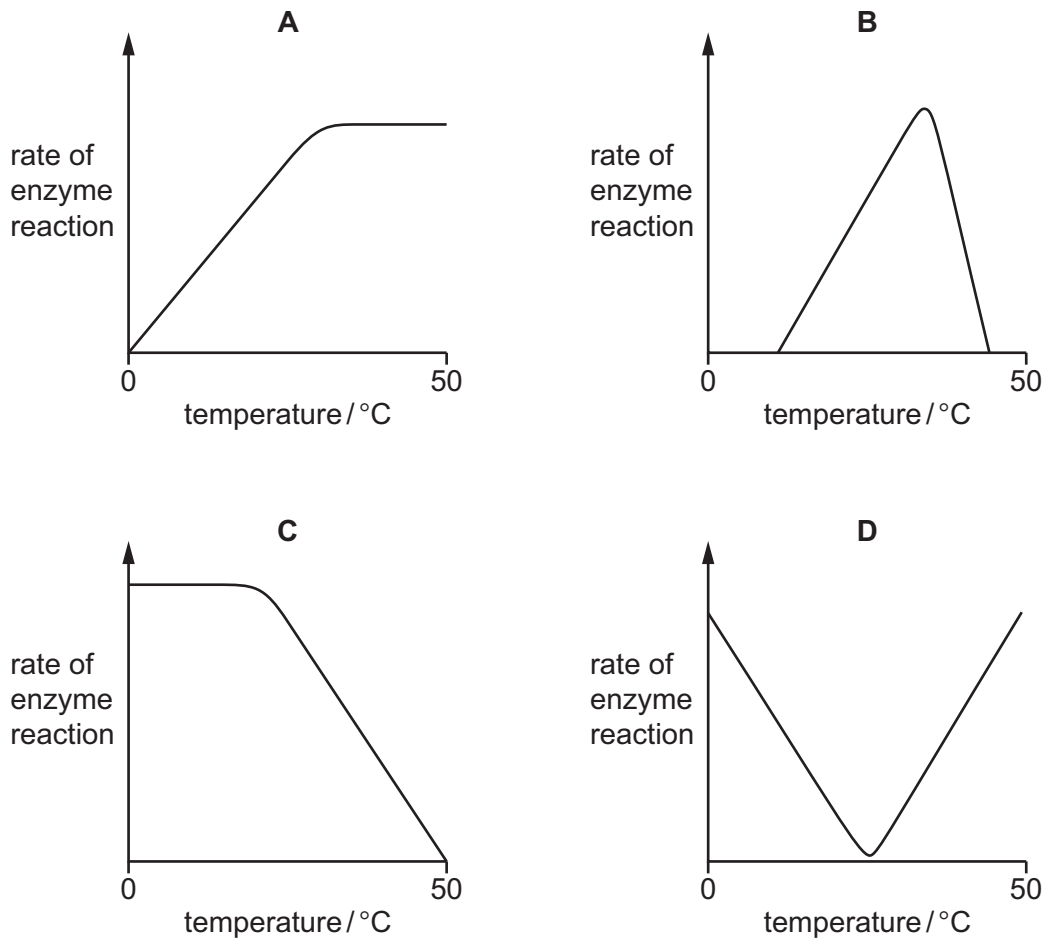 A
rate of
enzyme
reaction
0
50
temperature / °C
B
rate of
enzyme
reaction
0
50
temperature / °C
C
rate of
enzyme
reaction
0
50
temperature / °C
D
rate of
enzyme
reaction
0
50
temperature / °C